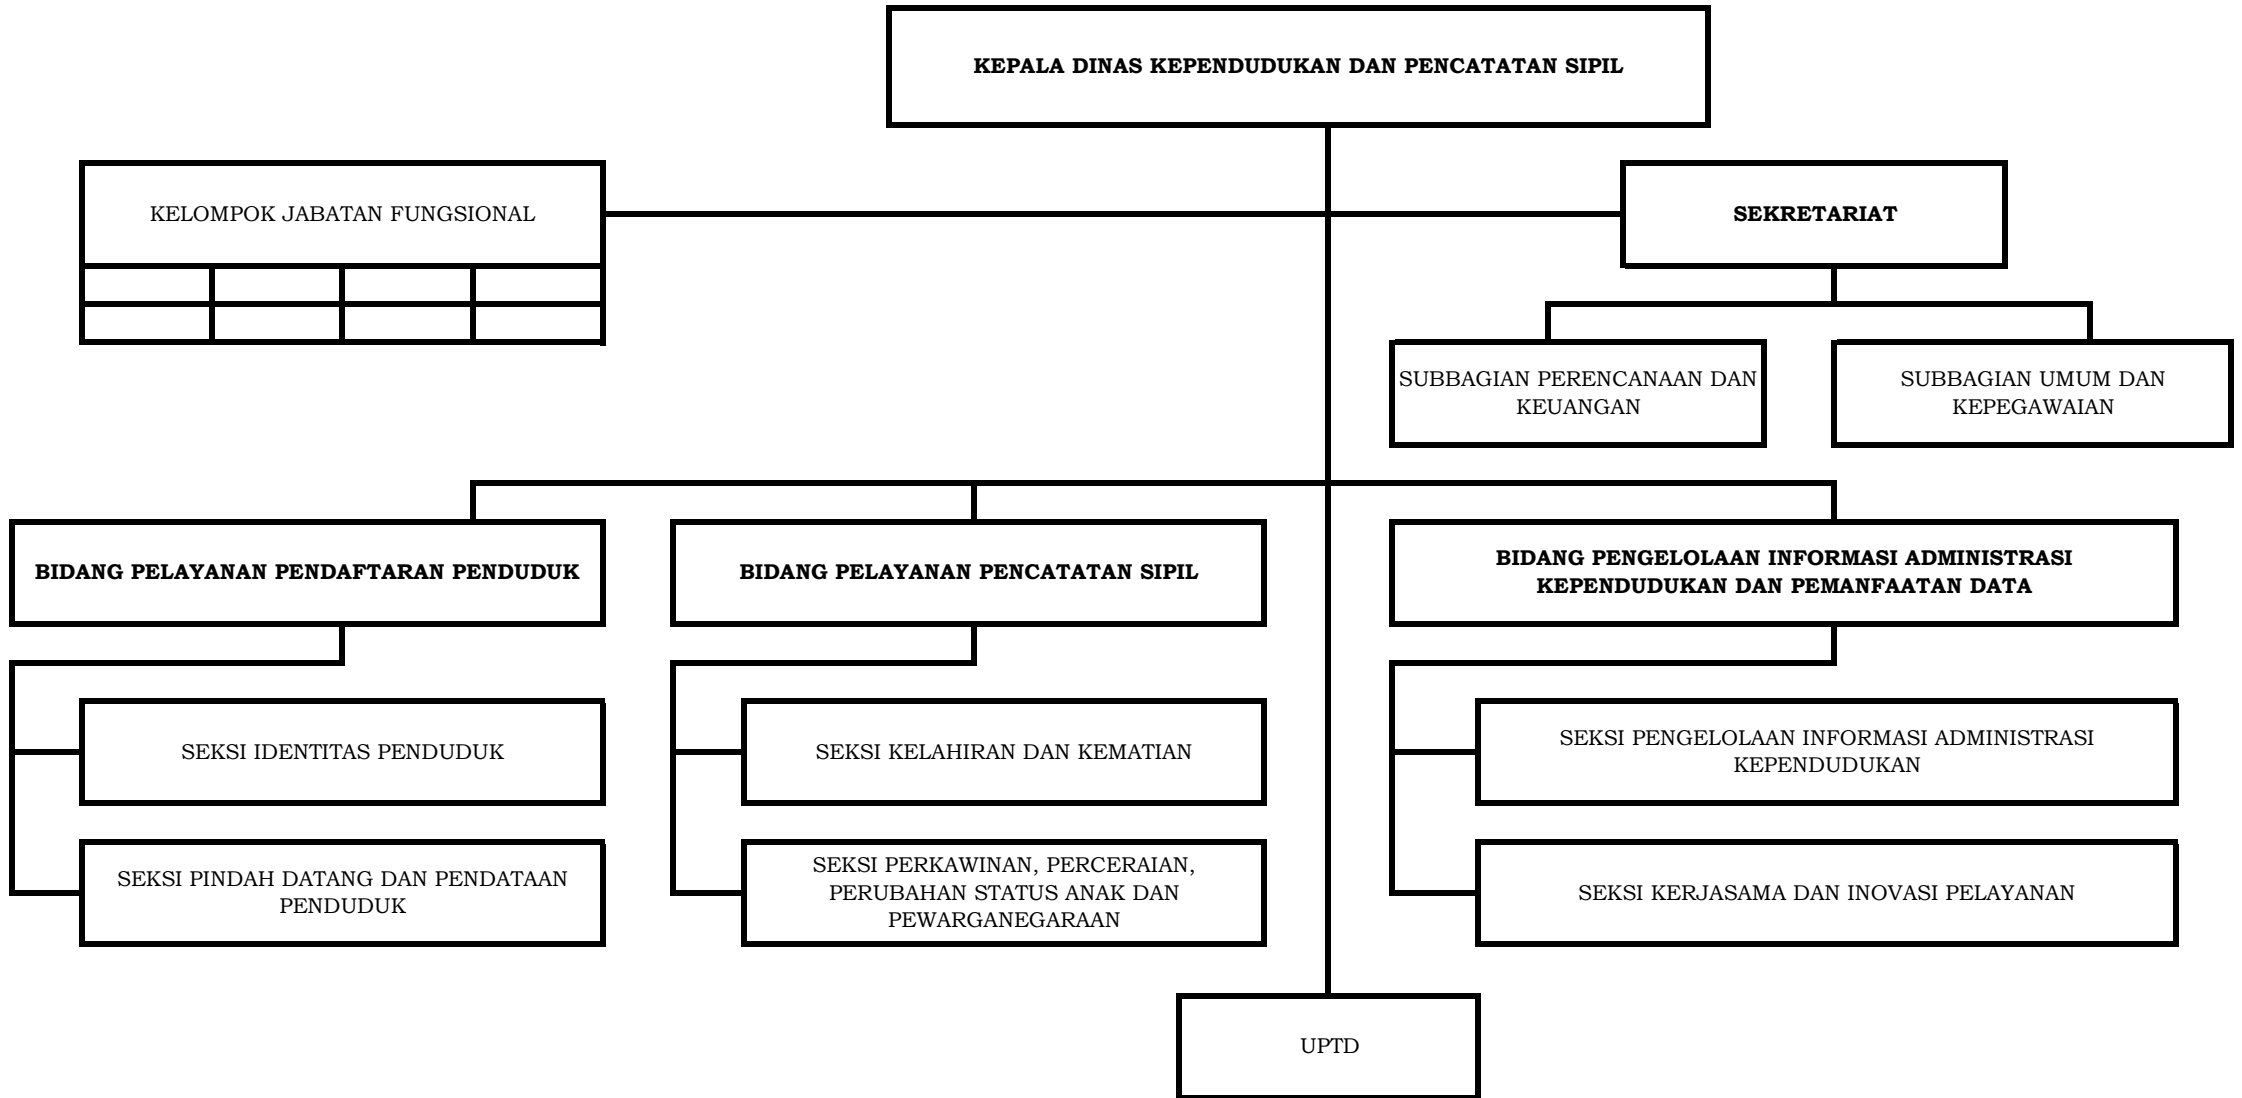 KEPALA DINAS KEPENDUDUKAN DAN PENCATATAN SIPIL
KELOMPOK JABATAN FUNGSIONAL
SEKRETARIAT
SUBBAGIAN PERENCANAAN DAN
KEUANGAN
SUBBAGIAN UMUM DAN
KEPEGAWAIAN
BIDANG PELAYANAN PENDAFTARAN PENDUDUK
BIDANG PELAYANAN PENCATATAN SIPIL
BIDANG PENGELOLAAN INFORMASI ADMINISTRASI
KEPENDUDUKAN DAN PEMANFAATAN DATA
SEKSI IDENTITAS PENDUDUK
SEKSI KELAHIRAN DAN KEMATIAN
SEKSI PENGELOLAAN INFORMASI ADMINISTRASI
KEPENDUDUKAN
SEKSI PINDAH DATANG DAN PENDATAAN
PENDUDUK
SEKSI PERKAWINAN, PERCERAIAN,
PERUBAHAN STATUS ANAK DAN
PEWARGANEGARAAN
SEKSI KERJASAMA DAN INOVASI PELAYANAN
UPTD